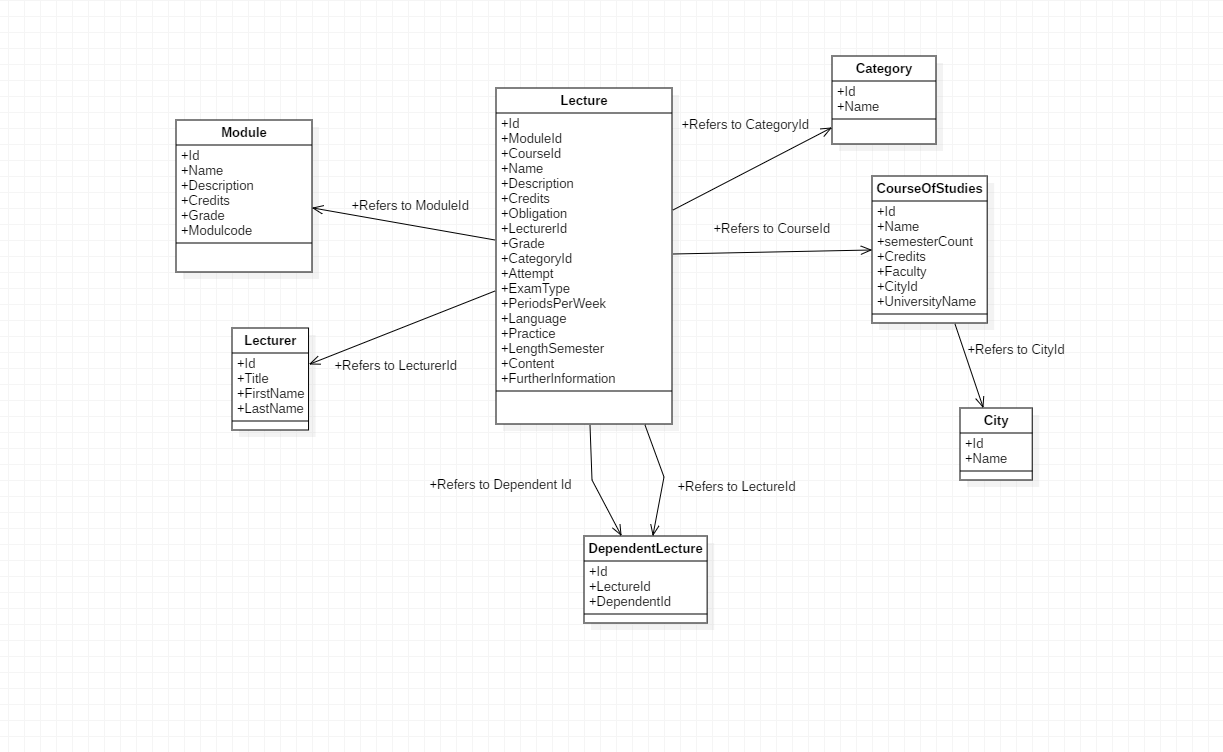 Category
+Id
+Name
Lecture
+Id
+ModuleId
+CourseId
+Name
+Description
+Credits
+Obligation
+LecturerId
+Grade
+CategoryId
+Attempt
+ExamType
+PeriodsPerWeek
+Language
+Practice
+LengthSemester
+Content
+FurtherInformation
+Refers to CategoryId
Module
+Id
+Name
+Description
+Credits
+Grade
+Modulcode
+Refers to ModuleId
CourseOfStudies
+Id
+Name
+semesterCount
+Credits
+Faculty
+CityId
+UniversityName
+Refers to CourseId
Lecturer
+Id
+Title
+FirstName
+LastName
+Refers to LecturerId
+Refers to CityId
City
+Id
+Name
+Refers to Dependent Id
+Refers to LectureId
DependentLecture
+Id
+LectureId
+DependentId